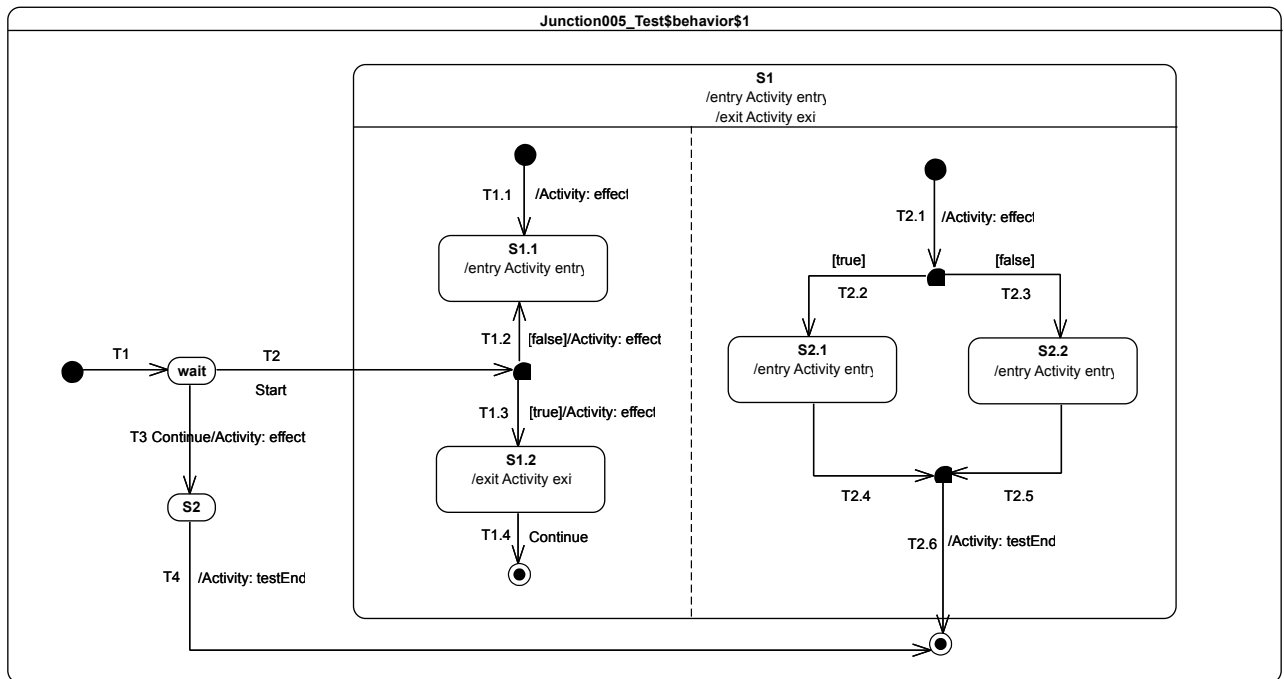 Junction005_Test$behavior$1
S1
/entry Activity entry
/exit Activity exi
T1.1 /Activity: effect
S1.1
/entry Activity entry
T1.2 [false]/Activity: effect
T1.3 [true]/Activity: effect
S1.2
/exit Activity exi
T1.4 Continue
T2.1 /Activity: effect
[true] [false]
T2.2 T2.3
S2.1
/entry Activity entry
S2.2
/entry Activity entry
T2.4 T2.5
T2.6 /Activity: testEnd
T1
wait
T2
Start
T3 Continue/Activity: effect
S2
T4 /Activity: testEnd